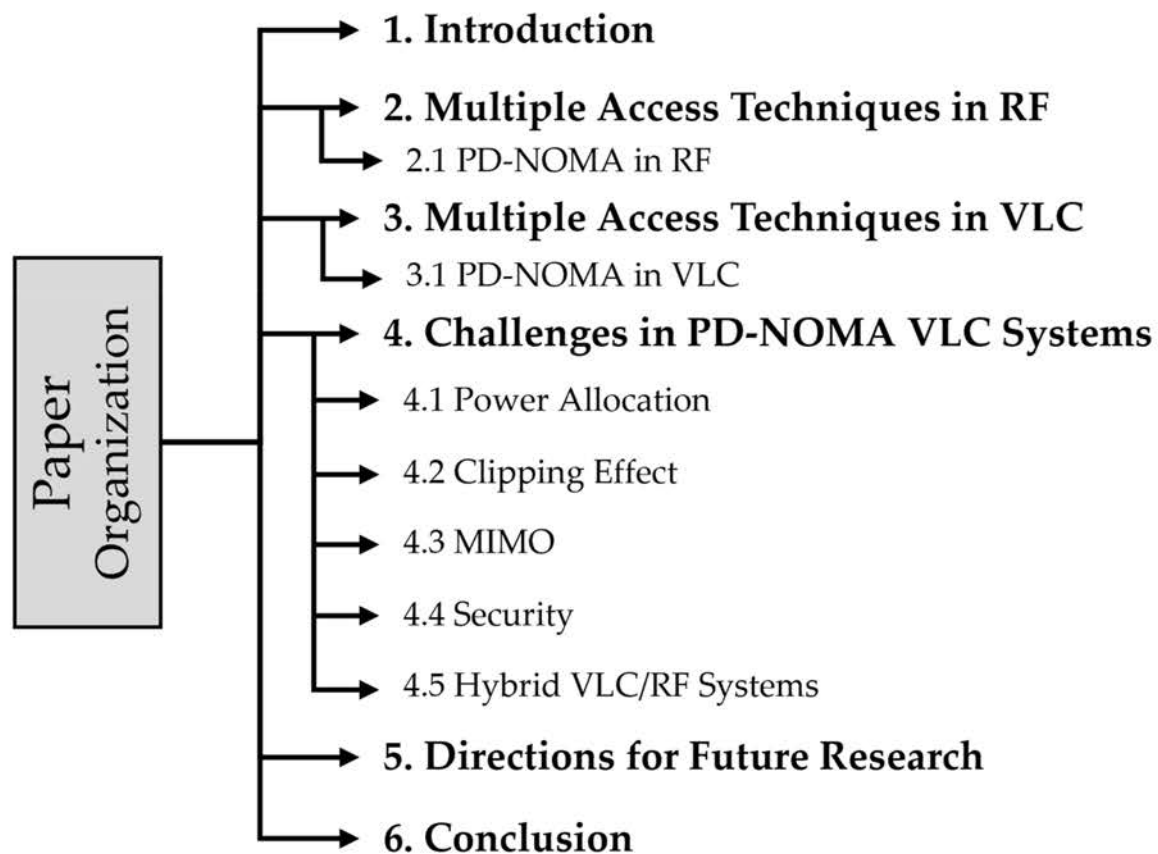 Paper
Organization
1. Introduction
2. Multiple Access Techniques in RF
2.1 PD-NOMA in RF
3. Multiple Access Techniques in VLC
3.1 PD-NOMA in VLC
4. Challenges in PD-NOMA VLC Systems
4.1 Power Allocation
4.2 Clipping Effect
4.3 MIMO
4.4 Security
4.5 Hybrid VLC/RF Systems
5. Directions for Future Research
6. Conclusion